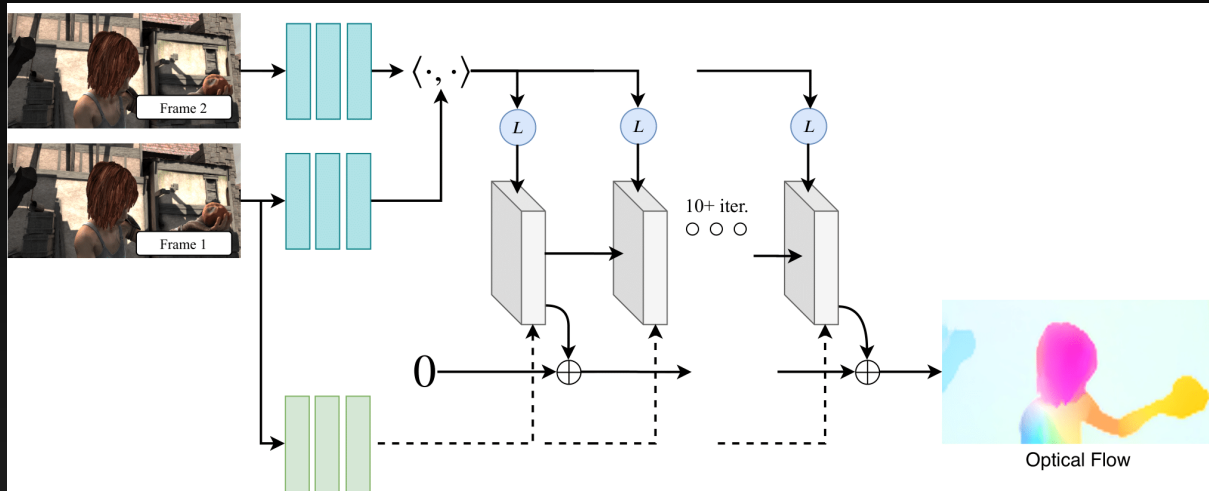 Frame 2
⟨·, ·⟩
L
L
L
Frame 1
10+ iter.
0
Optical Flow